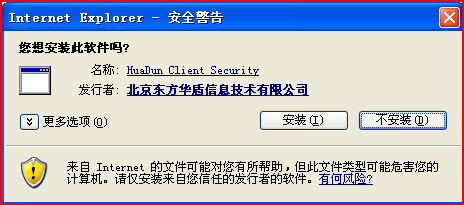 Internet Explorer - 安全警告
您想安装此软件吗?
名称: HuaDun Client Security
发行者: 北京东方华盾信息技术有限公司
更多选项(O) 安装(I) 不安装(D)
来自 Internet 的文件可能对您有所帮助，但此文件类型可能危害您的
计算机。请仅安装来自您信任的发行者的软件。有何风险?